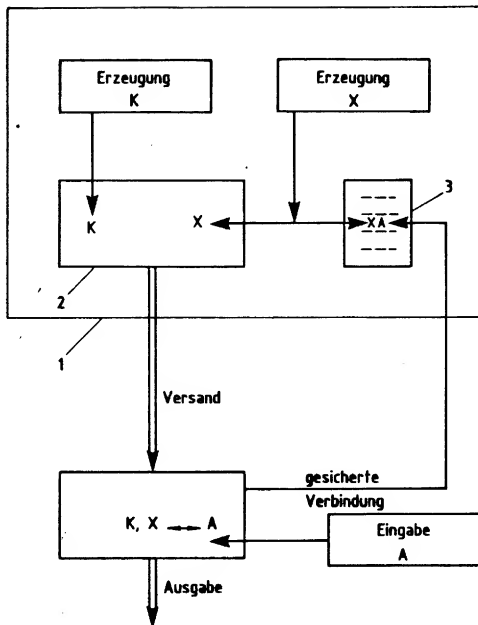 Erzeugung
K
Erzeugung
X
K
X
XA
3
2
1
Versand
gesicherte
Verbindung
K, X ⟷ A
Eingabe
A
Ausgabe